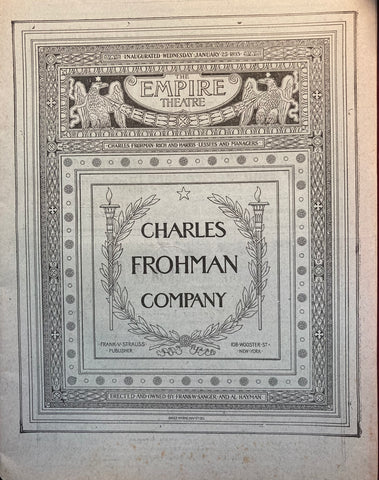 INAUGURATED WEDNESDAY JANUARY 25 1893
THE
EMPIRE
THEATRE
CHARLES FROHMAN RICH AND HARRIS LESSEES AND MANAGERS
CHARLES
FROHMAN
COMPANY
FRANK V STRAUSS
PUBLISHER
108 WOOSTER ST
NEW YORK
ERECTED AND OWNED BY FRANK W SANGER AND AL HAYMAN